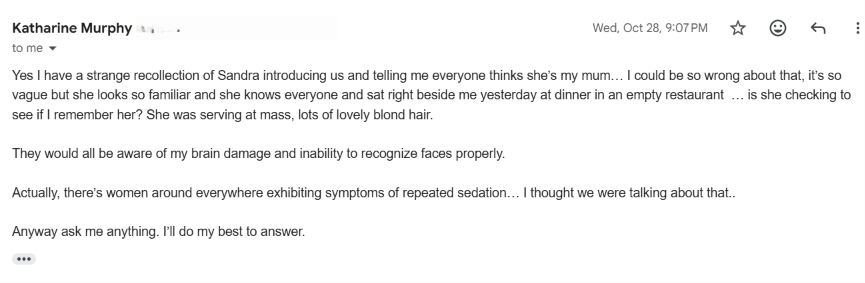 Katharine Murphy
Wed, Oct 28, 9:07 PM
to me
Yes I have a strange recollection of Sandra introducing us and telling me everyone thinks she's my mum… I could be so wrong about that, it's so
vague but she looks so familiar and she knows everyone and sat right beside me yesterday at dinner in an empty restaurant … is she checking to
see if I remember her? She was serving at mass, lots of lovely blond hair.
They would all be aware of my brain damage and inability to recognize faces properly.
Actually, there's women around everywhere exhibiting symptoms of repeated sedation… I thought we were talking about that..
Anyway ask me anything. I'll do my best to answer.